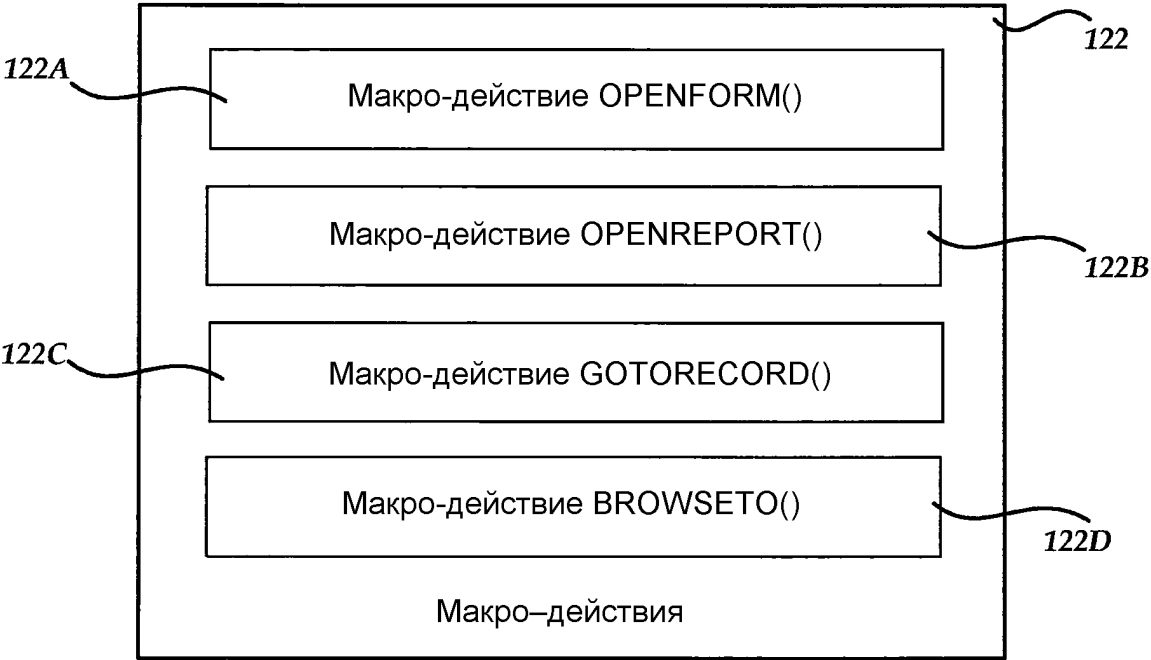 122
122A
Макро-действие OPENFORM()
Макро-действие OPENREPORT()
122B
122C
Макро-действие GOTORECORD()
Макро-действие BROWSETO()
122D
Макро–действия